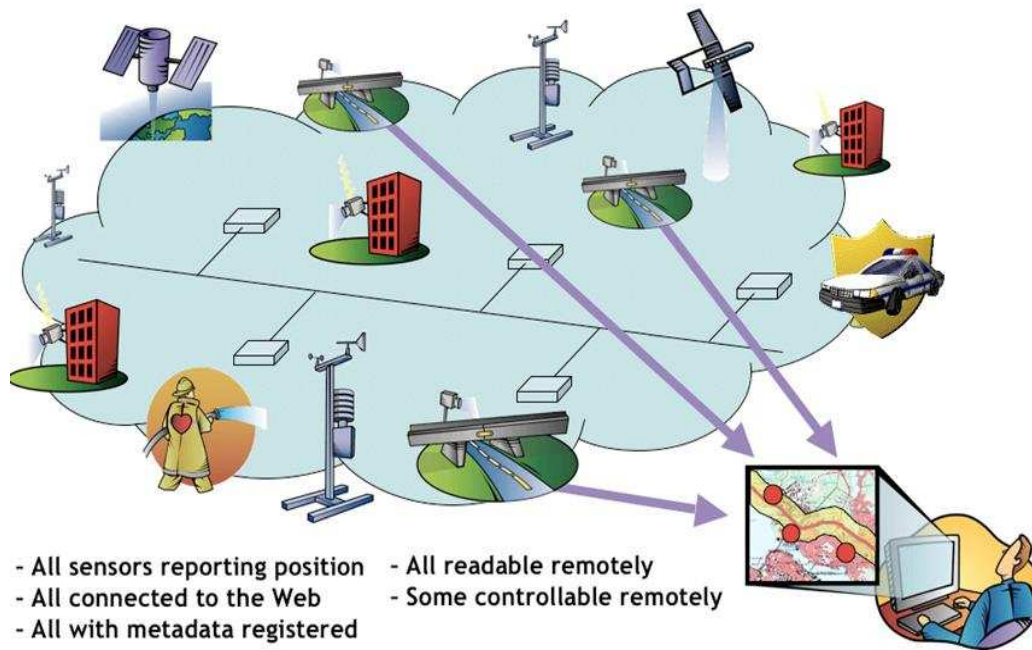 - All sensors reporting position
- All connected to the Web
- All with metadata registered
- All readable remotely
- Some controllable remotely